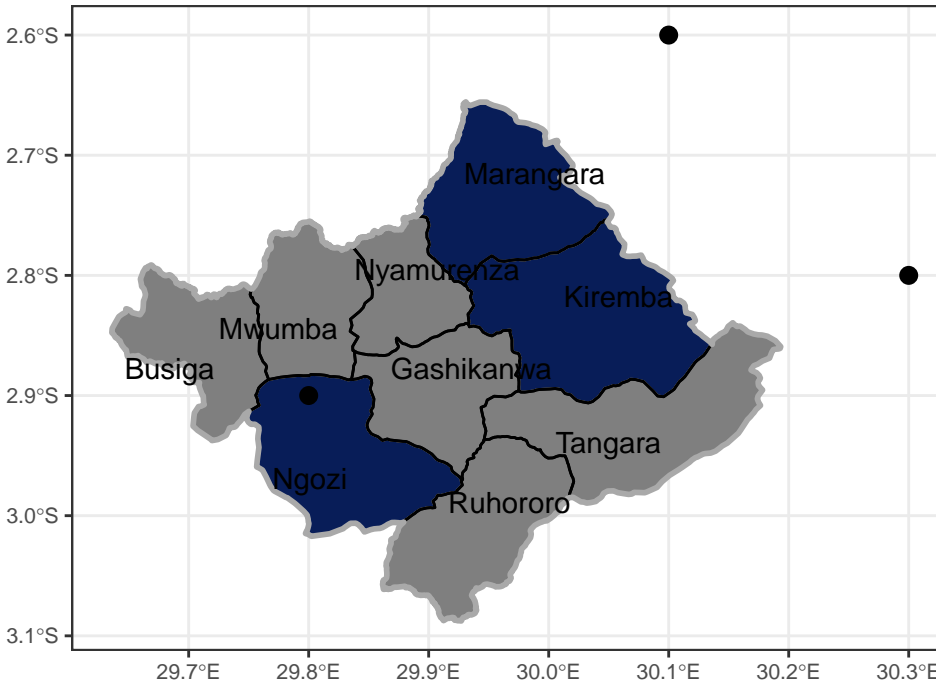 2.6°S
2.7°S
2.8°S
2.9°S
3.0°S
3.1°S
Marangara
Nyamurenza
Kiremba
Mwumba
Busiga
Gashikanwa
Tangara
Ngozi
Ruhororo
29.7°E
29.8°E
29.9°E
30.0°E
30.1°E
30.2°E
30.3°E